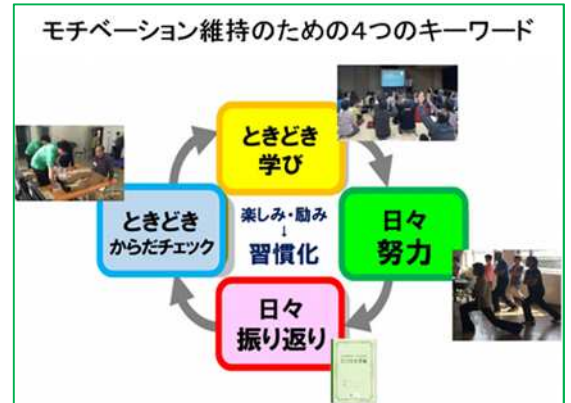 モチベーション維持のための4つのキーワード
ときどき
学び
日々
努力
日々
振り返り
ときどき
からだチェック
楽しみ・励み
↓
習慣化